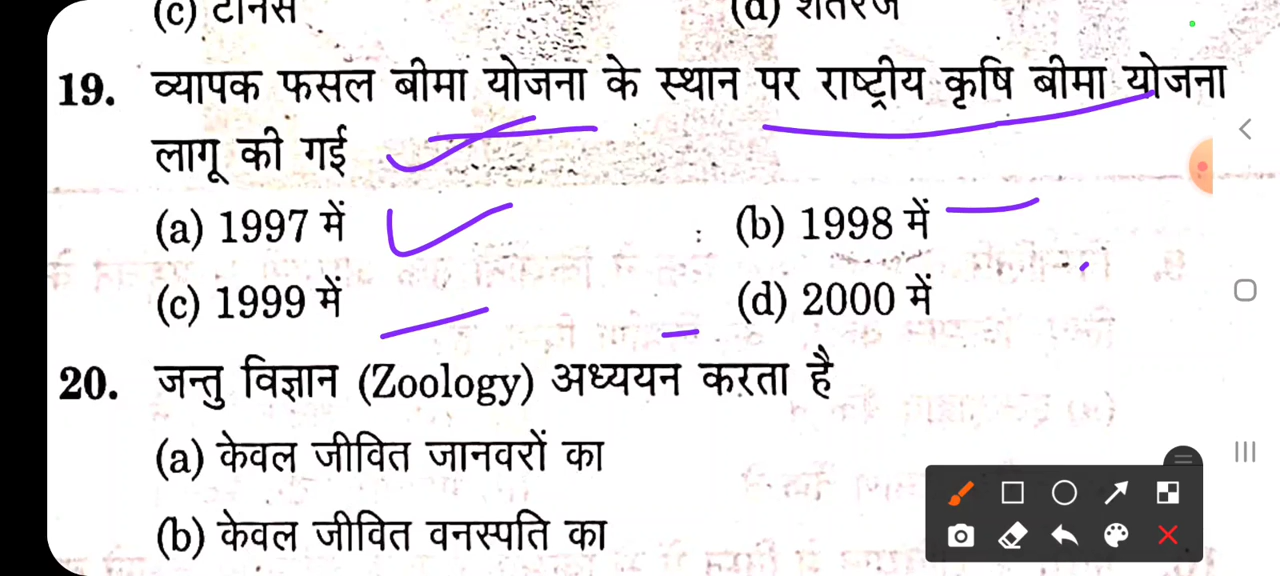 (c) टेनिस
(d) शतरंज
19. व्यापक फसल बीमा योजना के स्थान पर राष्ट्रीय कृषि बीमा योजना
लागू की गई
(a) 1997 में
(b) 1998 में
(c) 1999 में
(d) 2000 में
20. जन्तु विज्ञान (Zoology) अध्ययन करता है
(a) केवल जीवित जानवरों का
(b) केवल जीवित वनस्पति का